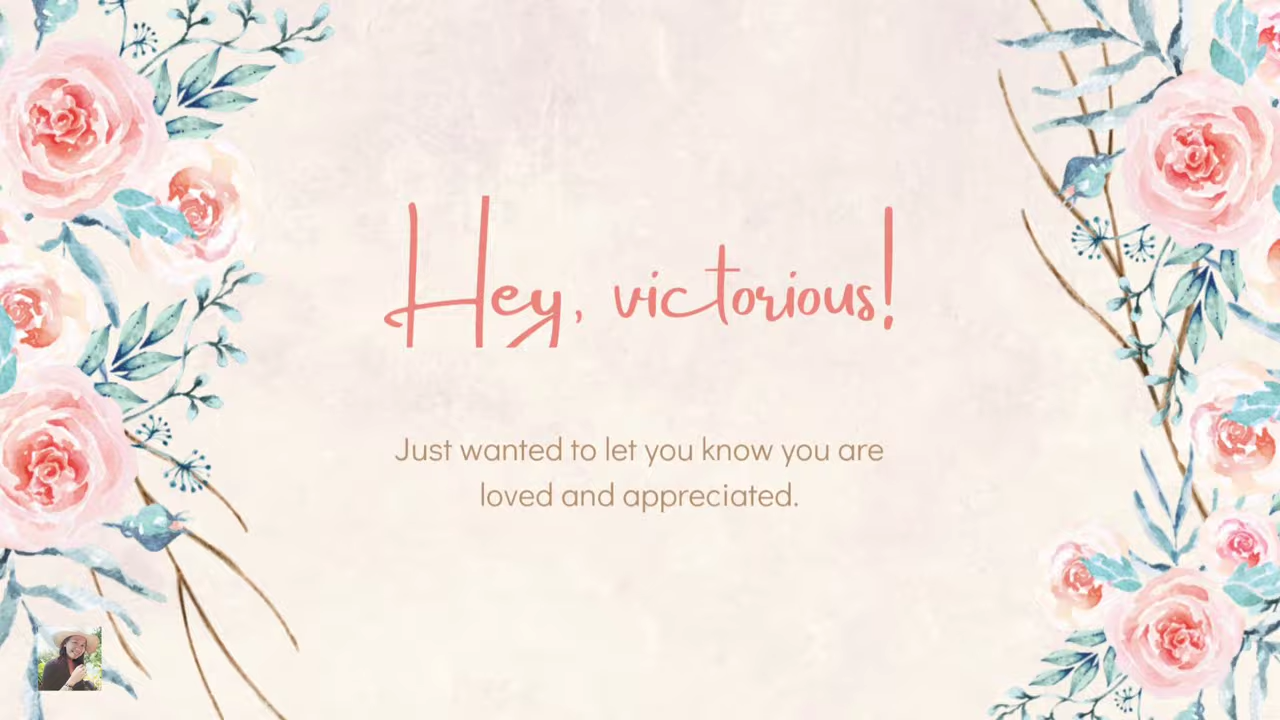 Hey, victorious!
Just wanted to let you know you are
loved and appreciated.